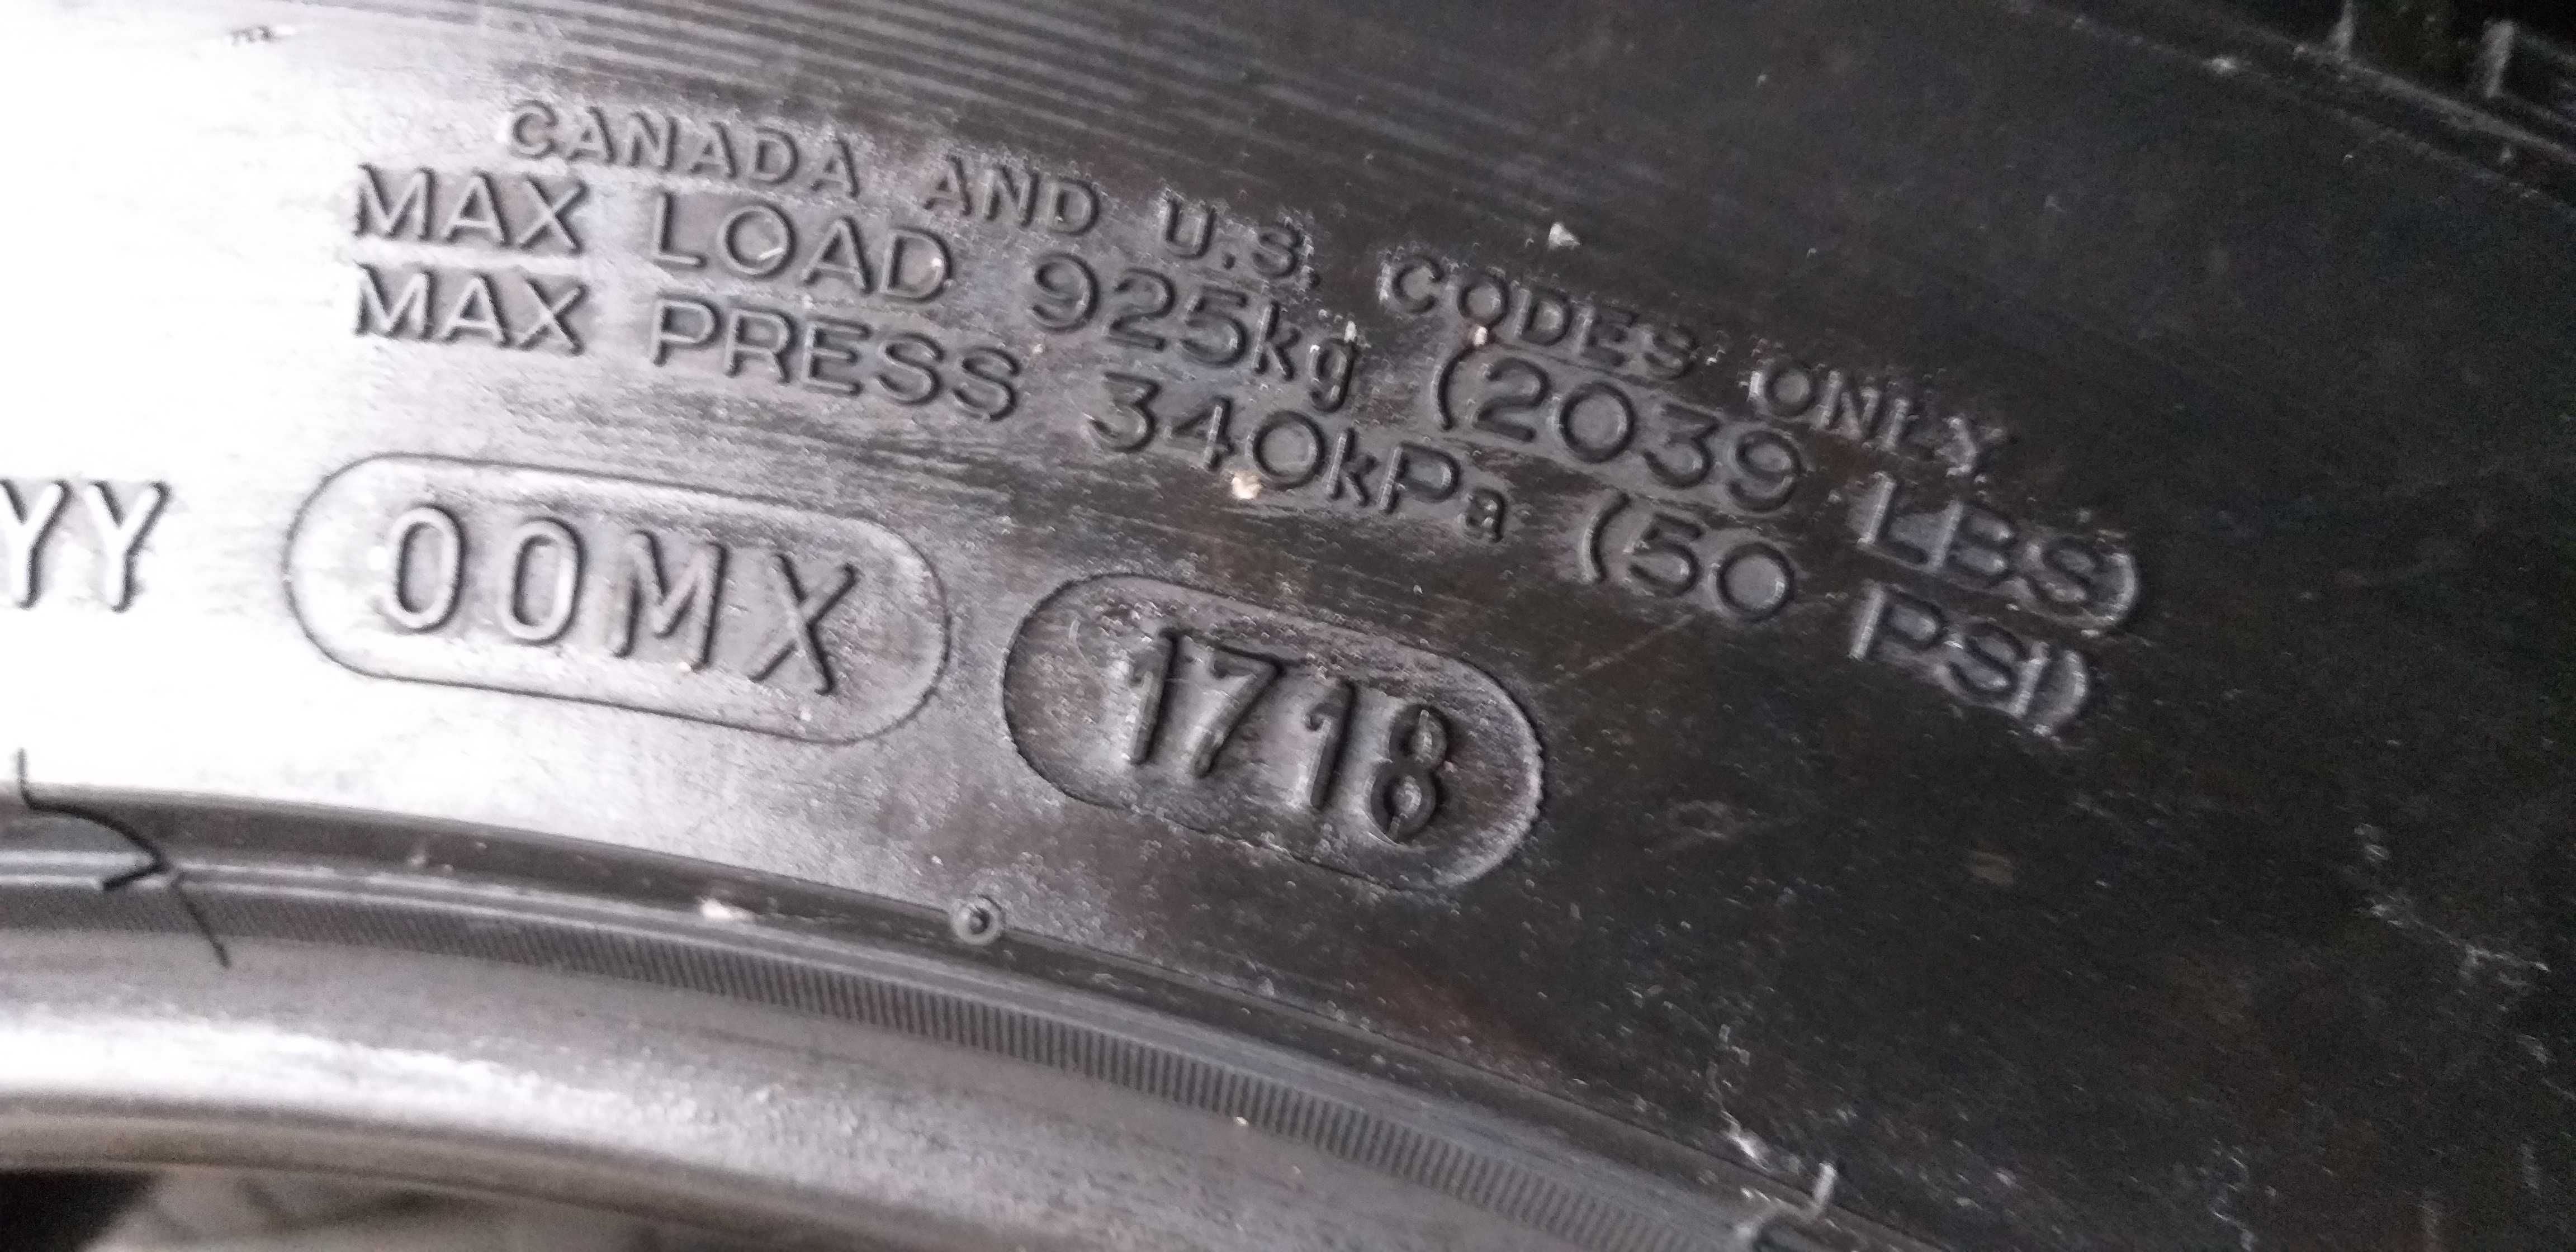 CANADA AND U.S. CODES ONLY
MAX LOAD 925kg (2039 LBS)
MAX PRESS 340kPa (50 PSI)
YY 00MX 1718